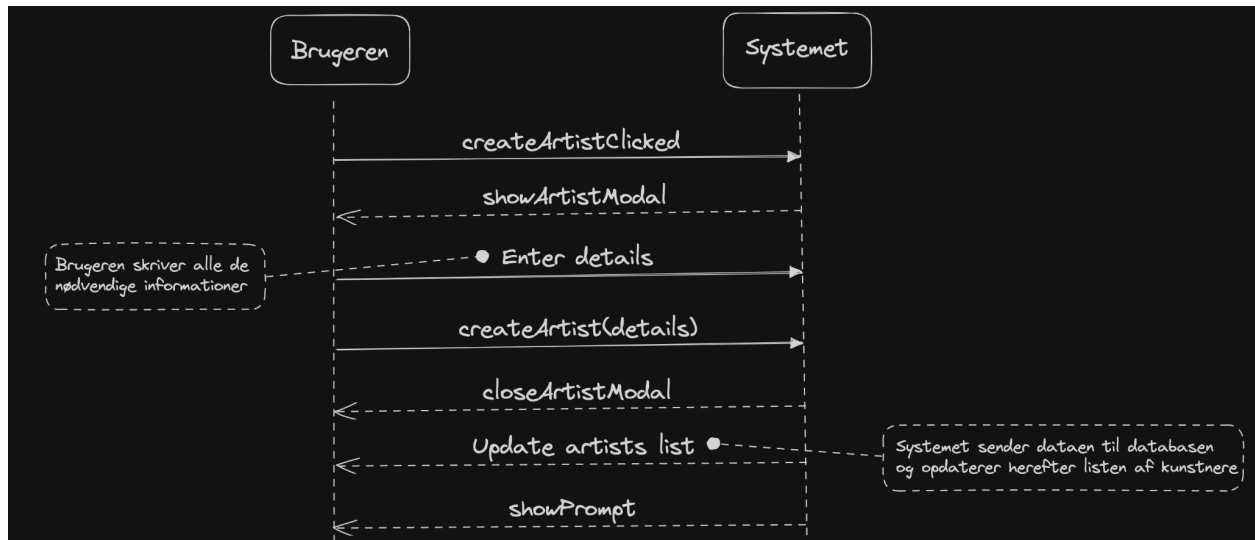 Brugeren
Systemet
createArtistClicked
showArtistModal
Enter details
Brugeren skriver alle de
nødvendige informationer
createArtist(details)
closeArtistModal
Update artists list
Systemet sender dataen til databasen
og opdaterer herefter listen af kunstnere
showPrompt